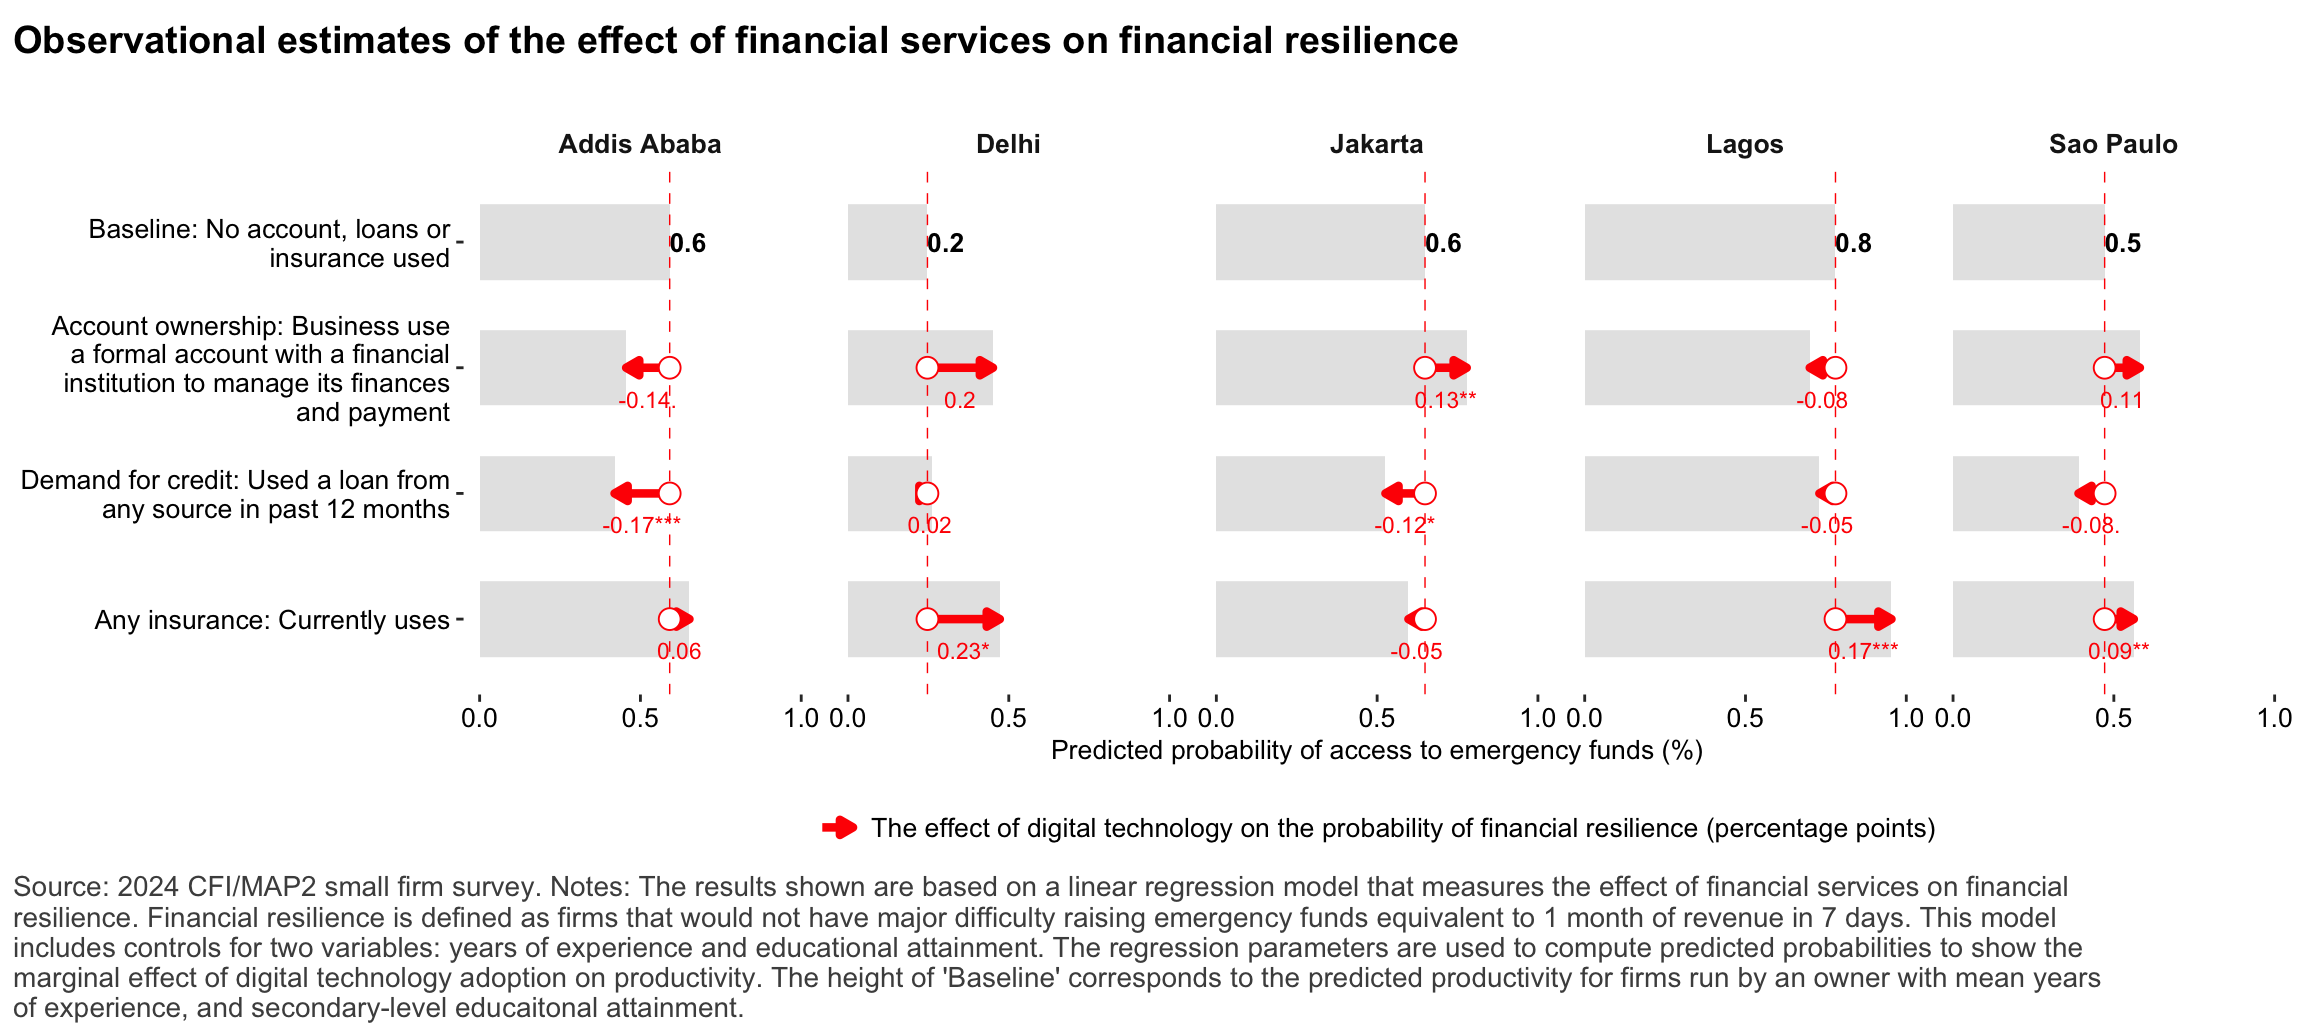 Observational estimates of the effect of financial services on financial resilience
Addis Ababa
Delhi
Jakarta
Lagos
Sao Paulo
Baseline: No account, loans or
insurance used
0.6
0.2
0.6
0.8
0.5
Account ownership: Business use
a formal account with a financial
institution to manage its finances
and payment
-0.14.
0.2
0.13**
-0.08
0.11
Demand for credit: Used a loan from
any source in past 12 months
-0.17***
0.02
-0.12*
-0.05
-0.08.
Any insurance: Currently uses
0.06
0.23*
-0.05
0.17***
0.09**
0.0 0.5 1.0
0.0 0.5 1.0
0.0 0.5 1.0
0.0 0.5 1.0
0.0 0.5 1.0
Predicted probability of access to emergency funds (%)
The effect of digital technology on the probability of financial resilience (percentage points)
Source: 2024 CFI/MAP2 small firm survey. Notes: The results shown are based on a linear regression model that measures the effect of financial services on financial
resilience. Financial resilience is defined as firms that would not have major difficulty raising emergency funds equivalent to 1 month of revenue in 7 days. This model
includes controls for two variables: years of experience and educational attainment. The regression parameters are used to compute predicted probabilities to show the
marginal effect of digital technology adoption on productivity. The height of 'Baseline' corresponds to the predicted productivity for firms run by an owner with mean years
of experience, and secondary-level educaitonal attainment.